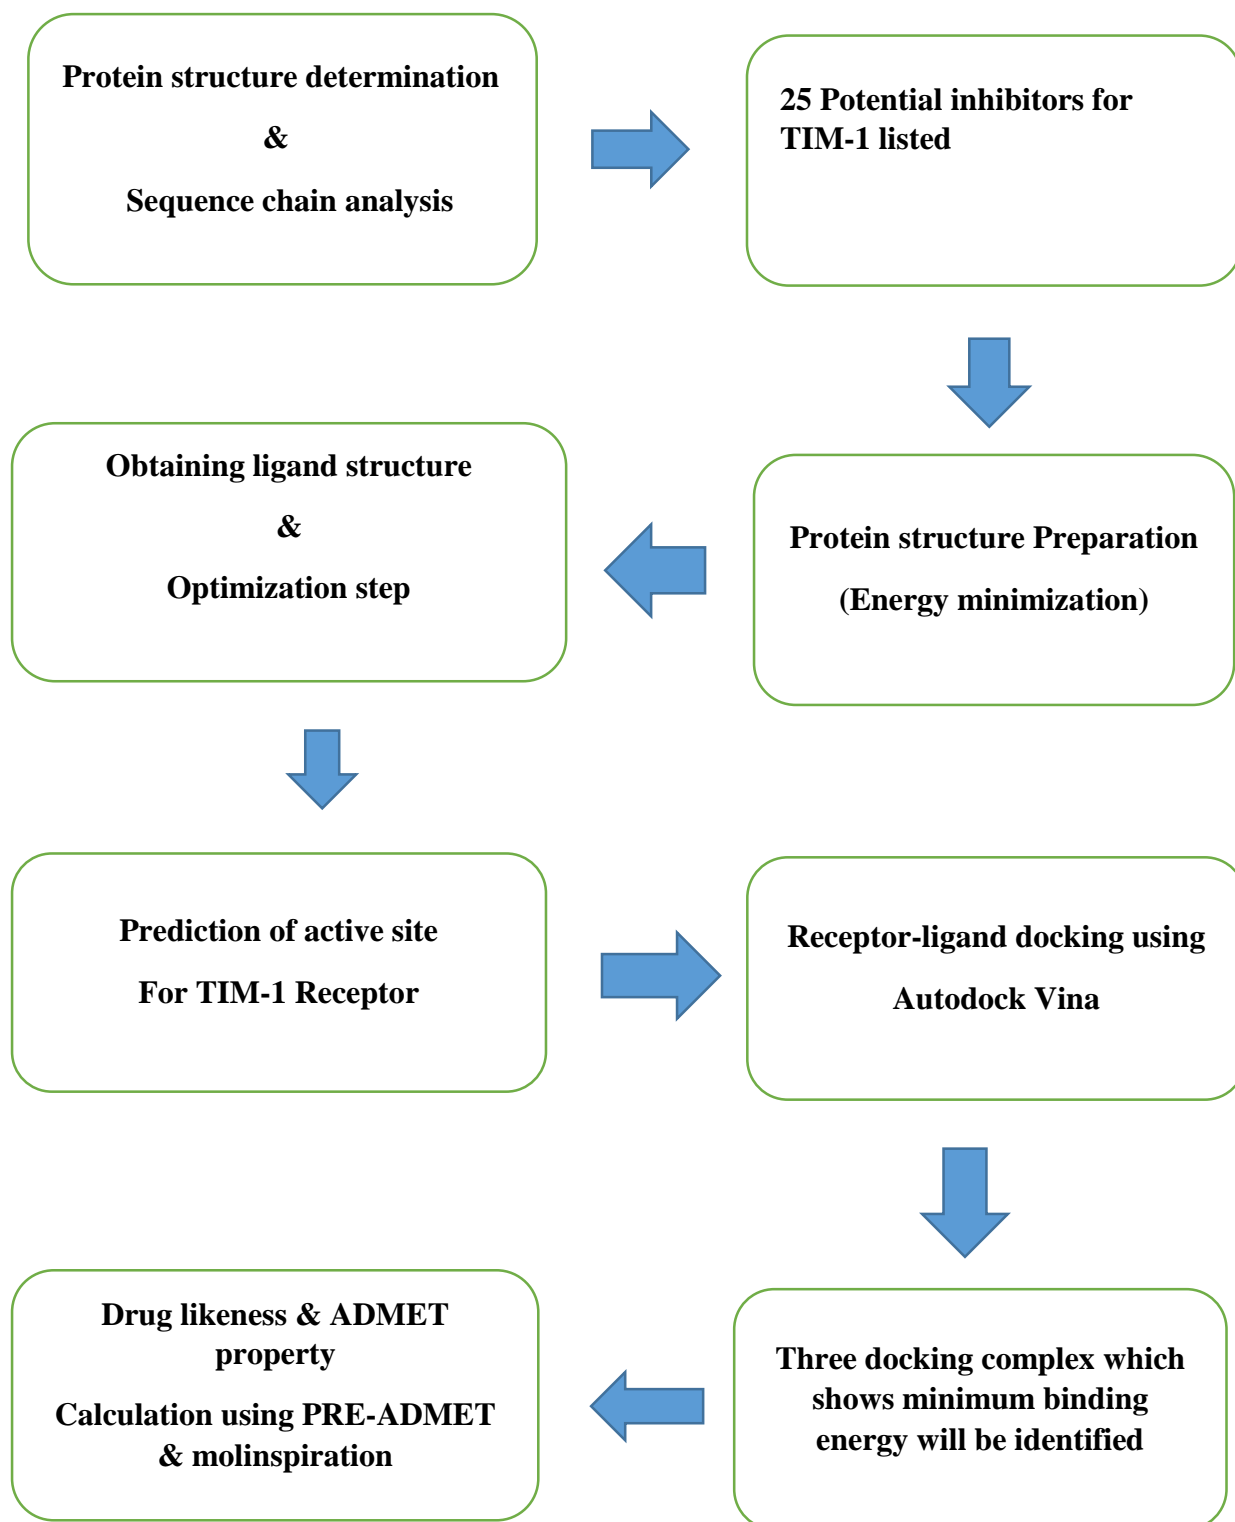 Protein structure determination
&
Sequence chain analysis
25 Potential inhibitors for
TIM-1 listed
Protein structure Preparation
(Energy minimization)
Obtaining ligand structure
&
Optimization step
Prediction of active site
For TIM-1 Receptor
Receptor-ligand docking using
Autodock Vina
Three docking complex which
shows minimum binding
energy will be identified
Drug likeness & ADMET
property
Calculation using PRE-ADMET
& molinspiration